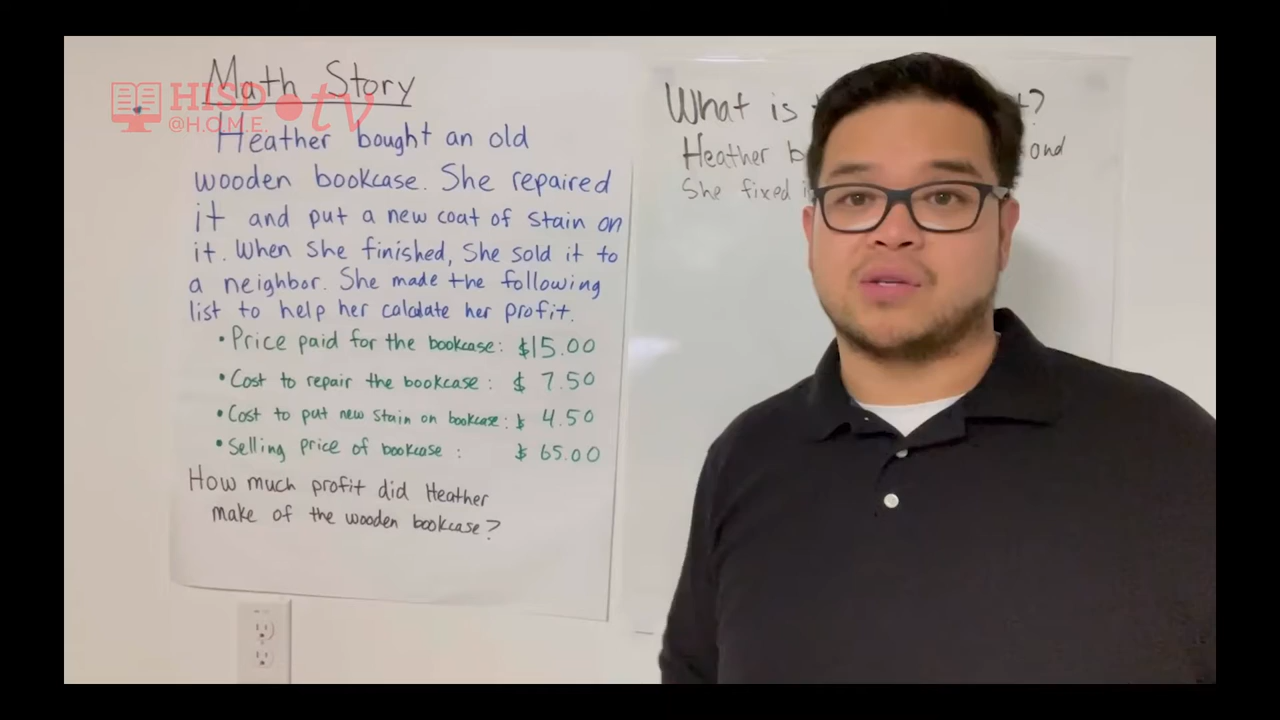 Math Story
HISD
@H.O.M.E.
tv
Heather bought an old
wooden bookcase. She repaired
it and put a new coat of stain on
it. When she finished, She sold it to
a neighbor. She made the following
list to help her calculate her profit.
• Price paid for the bookcase: $15.00
• Cost to repair the bookcase: $ 7.50
• Cost to put new stain on bookcase: $ 4.50
• Selling price of bookcase : $ 65.00
How much profit did Heather
make of the wooden bookcase?
What is ?
Heather and
She fixed